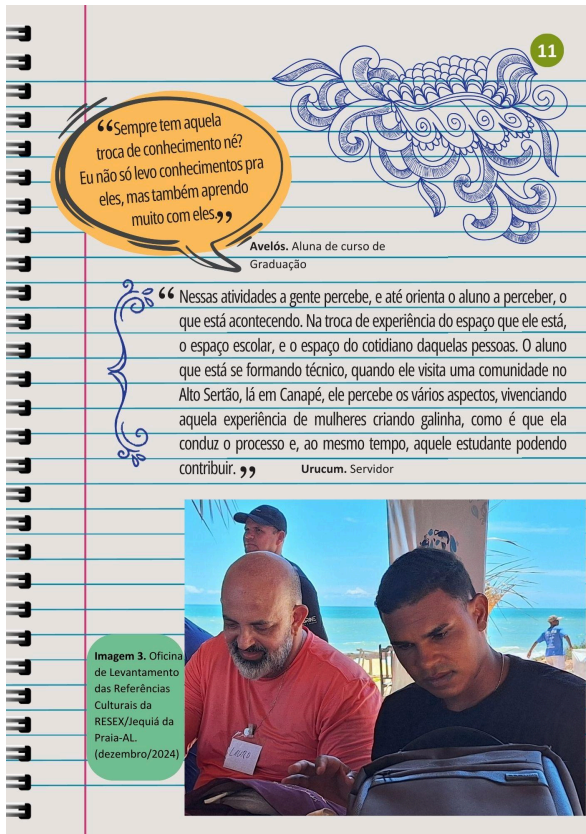 11
“Sempre tem aquela
troca de conhecimento né?
Eu não só levo conhecimentos pra
eles, mas também aprendo
muito com eles.”
Avelós. Aluna de curso de
Graduação
“ Nessas atividades a gente percebe, e até orienta o aluno a perceber, o
que está acontecendo. Na troca de experiência do espaço que ele está,
o espaço escolar, e o espaço do cotidiano daquelas pessoas. O aluno
que está se formando técnico, quando ele visita uma comunidade no
Alto Sertão, lá em Canapé, ele percebe os vários aspectos, vivenciando
aquela experiência de mulheres criando galinha, como é que ela
conduz o processo e, ao mesmo tempo, aquele estudante podendo
contribuir. ” Urucum. Servidor
Imagem 3. Oficina
de Levantamento
das Referências
Culturais da
RESEX/Jequiá da
Praia-AL.
(dezembro/2024)